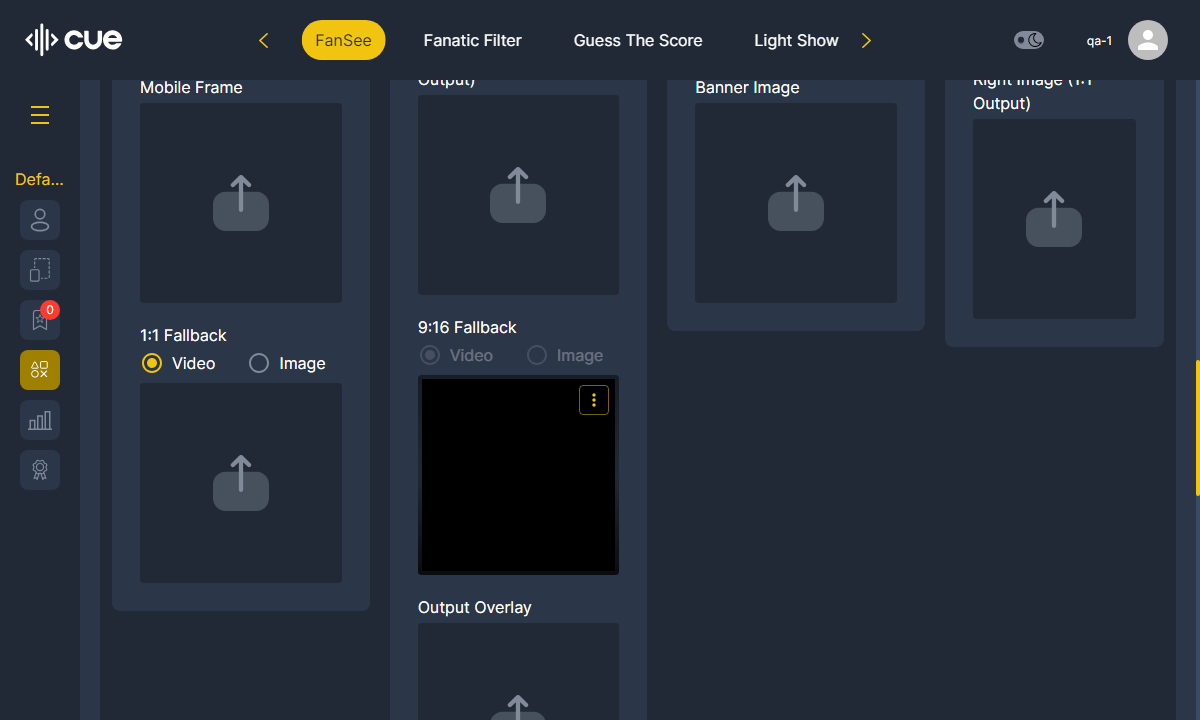 cue
FanSee
Fanatic Filter
Guess The Score
Light Show
qa-1
Defa...
0
Mobile Frame
1:1 Fallback
Video
Image
Output)
9:16 Fallback
Video
Image
Output Overlay
Banner Image
Right Image (1:1
Output)